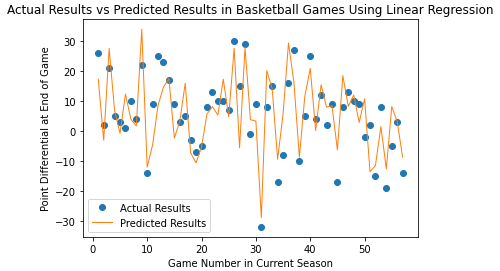 Actual Results vs Predicted Results in Basketball Games Using Linear Regression
Point Differential at End of Game
30
20
10
0
−10
−20
−30
Actual Results
Predicted Results
0
10
20
30
40
50
Game Number in Current Season